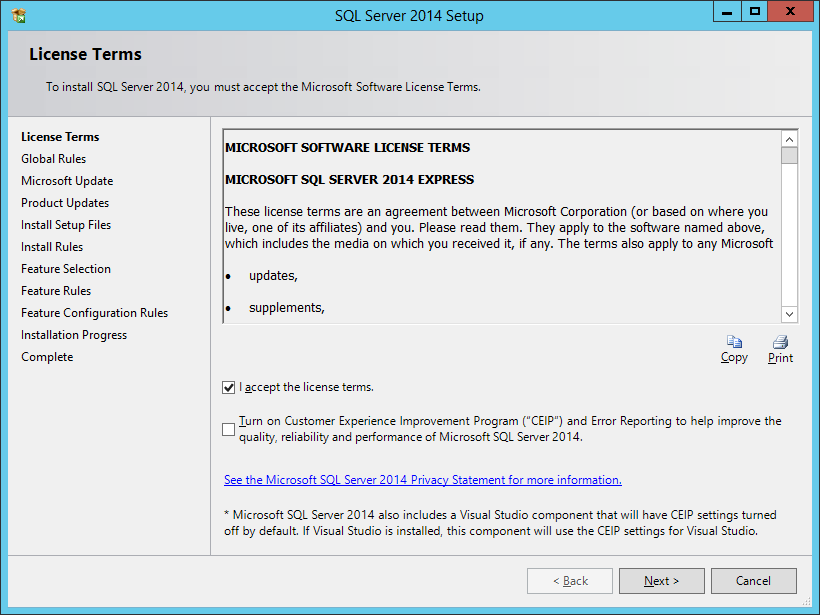 SQL Server 2014 Setup
License Terms
To install SQL Server 2014, you must accept the Microsoft Software License Terms.
License Terms
Global Rules
Microsoft Update
Product Updates
Install Setup Files
Install Rules
Feature Selection
Feature Rules
Feature Configuration Rules
Installation Progress
Complete
MICROSOFT SOFTWARE LICENSE TERMS
MICROSOFT SQL SERVER 2014 EXPRESS
These license terms are an agreement between Microsoft Corporation (or based on where you
live, one of its affiliates) and you. Please read them. They apply to the software named above,
which includes the media on which you received it, if any. The terms also apply to any Microsoft
• updates,
• supplements,
Copy
Print
I accept the license terms.
Turn on Customer Experience Improvement Program ("CEIP") and Error Reporting to help improve the
quality, reliability and performance of Microsoft SQL Server 2014.
See the Microsoft SQL Server 2014 Privacy Statement for more information.
* Microsoft SQL Server 2014 also includes a Visual Studio component that will have CEIP settings turned
off by default. If Visual Studio is installed, this component will use the CEIP settings for Visual Studio.
< Back
Next >
Cancel